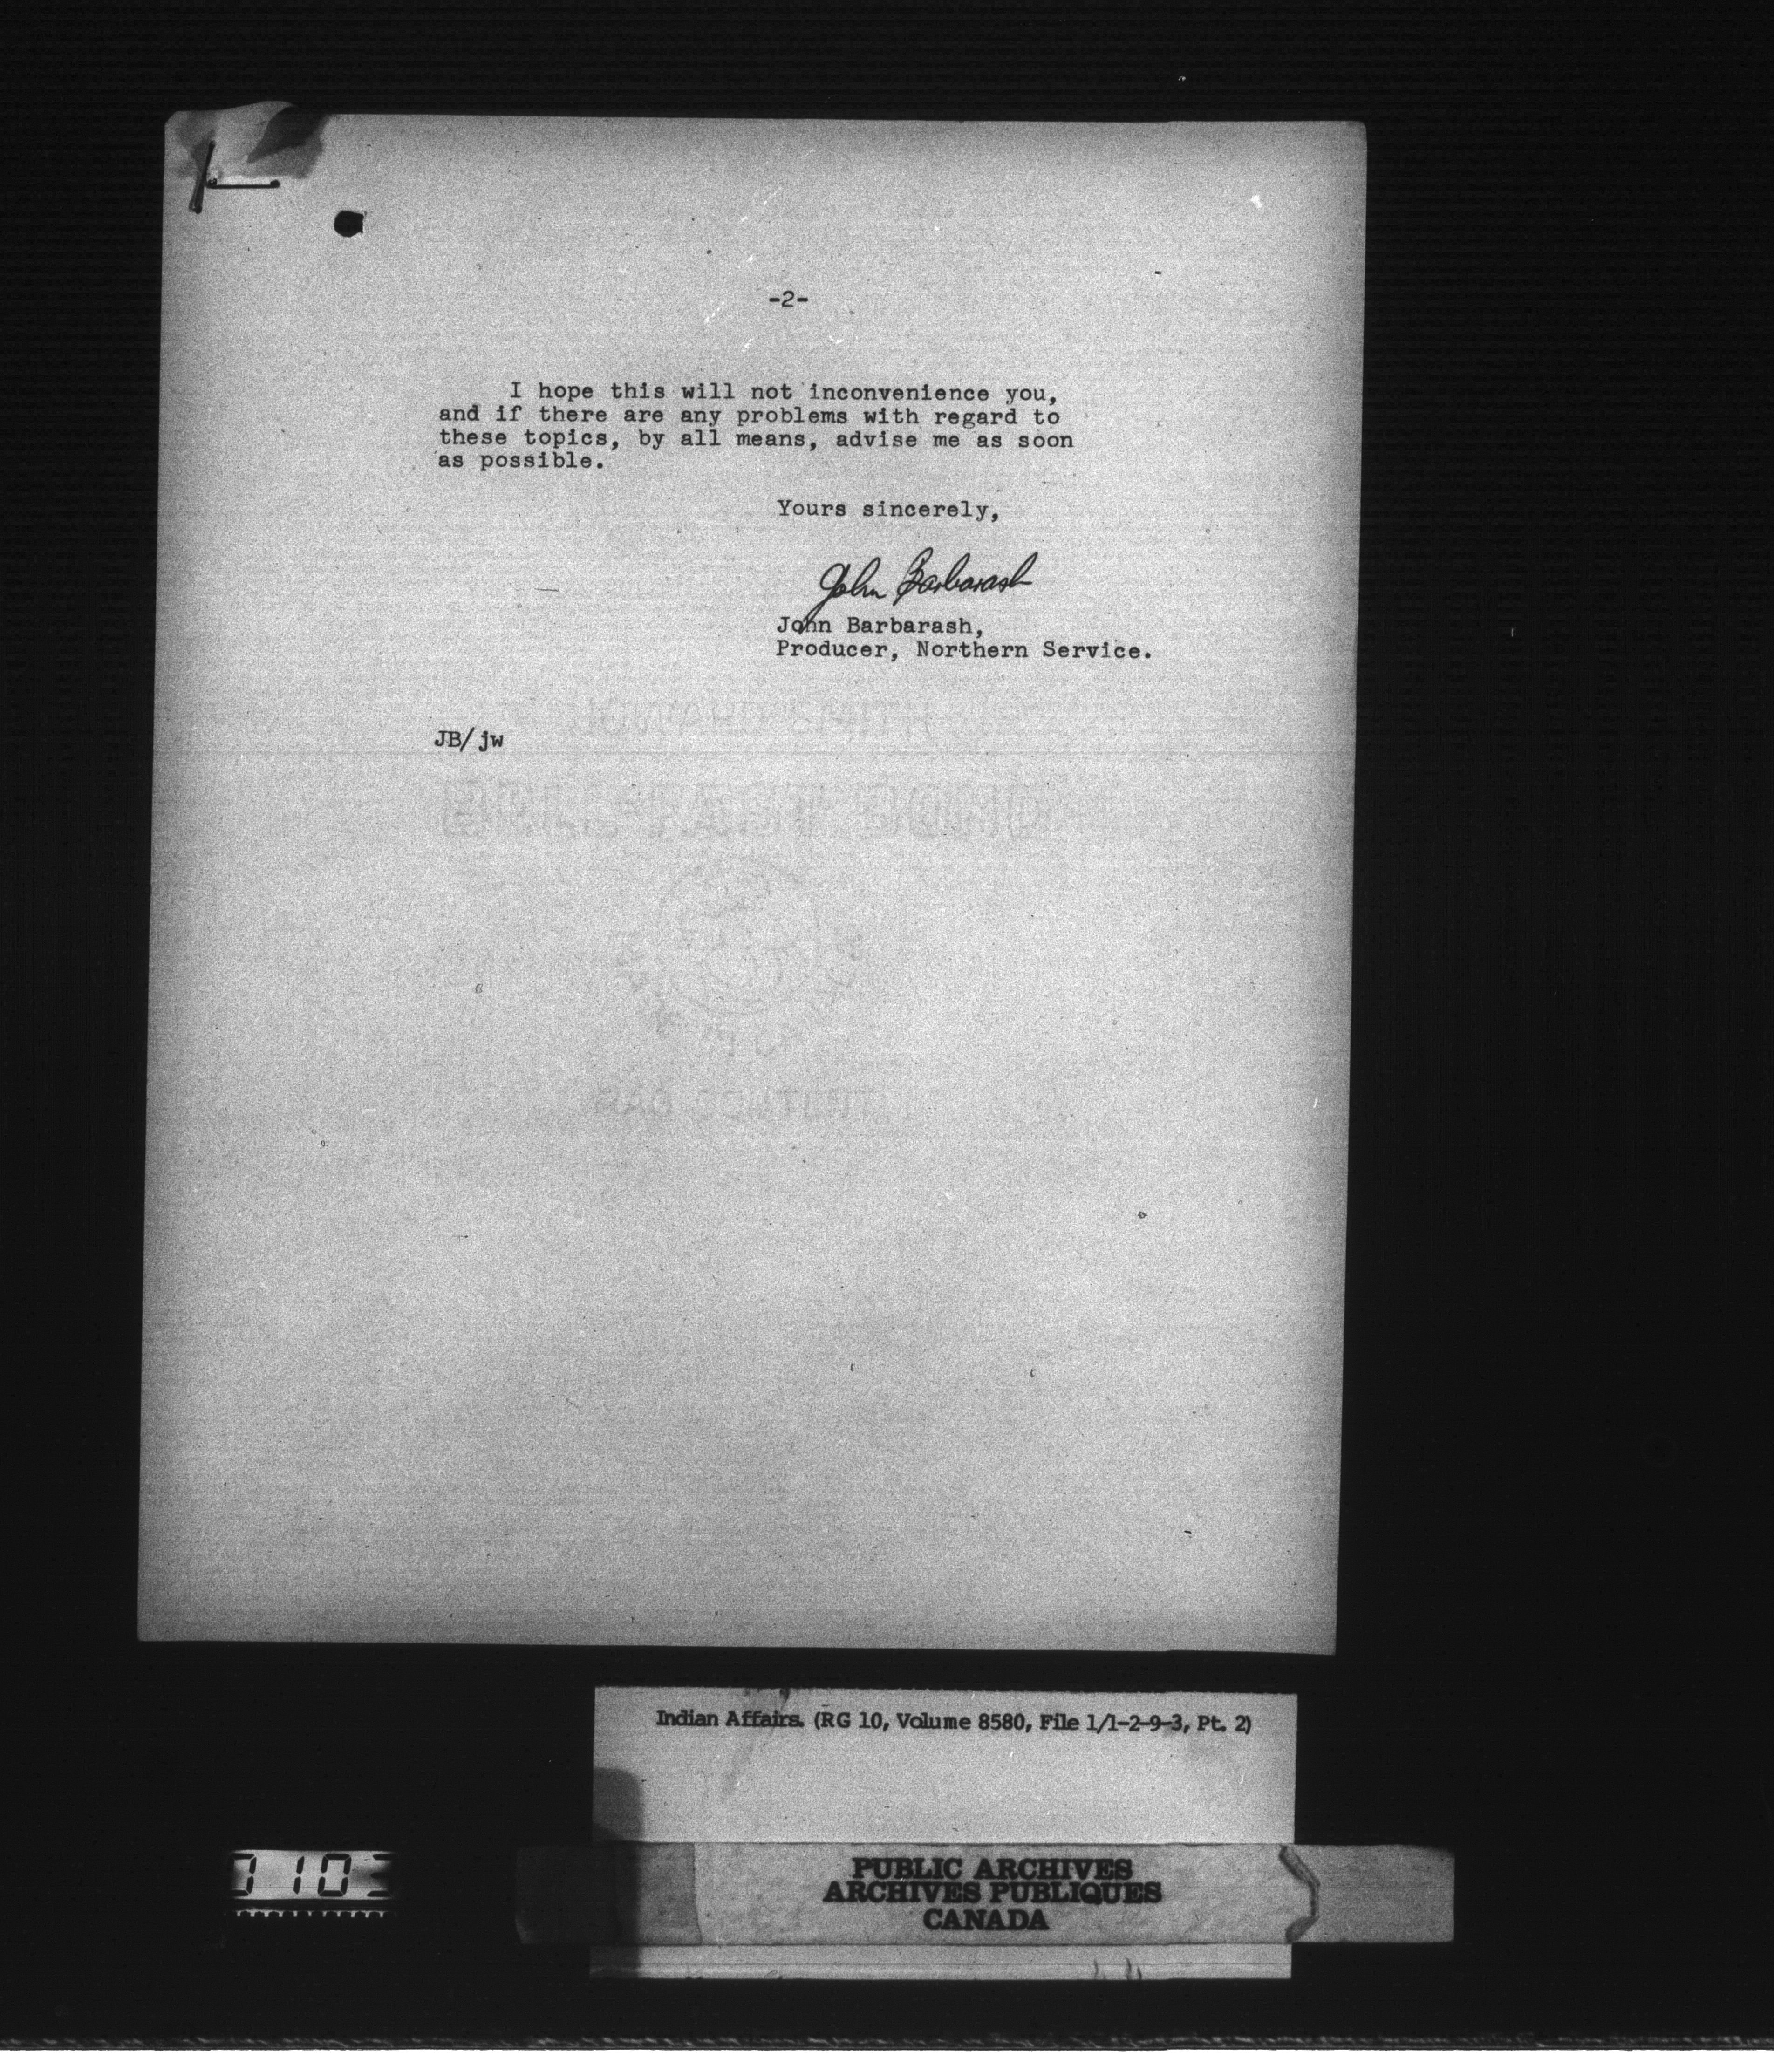 -2-
I hope this will not inconvenience you,
and if there are any problems with regard to
these topics, by all means, advise me as soon
as possible.
Yours sincerely,
John Barbarash
John Barbarash,
Producer, Northern Service.
JB/jw
Indian Affairs. (RG 10, Volume 8580, File 1/1-2-9-3, Pt. 2)
PUBLIC ARCHIVES
ARCHIVES PUBLIQUES
CANADA